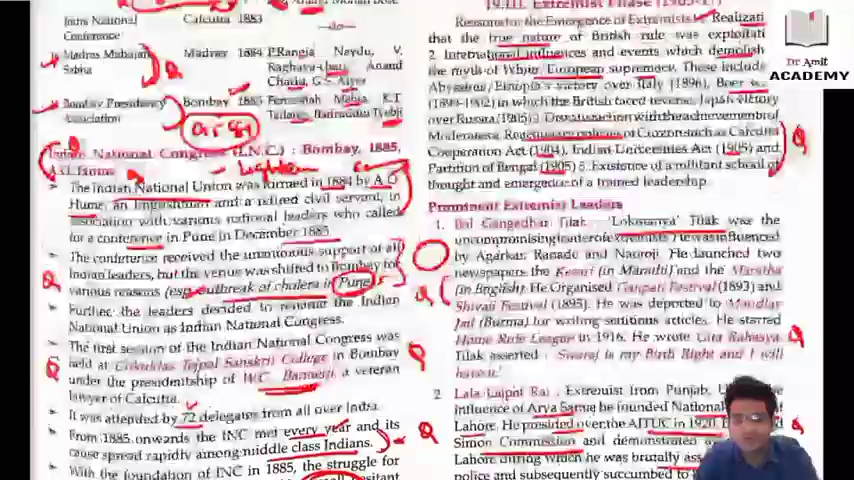 Anand Mohan Bose
India National Calcutta 1883 —do—
Conference
Madras Mahajan Madras 1884 P.Rangia Naydu, V.
Sabha Raghava Anand
Charlu, G.S. Aiyer
Bombay Presidency Bombay 1885 Ferozeshah Mehta K.T
Association Telang, Badruddin Tyebji
Indian National Congress (I.N.C) : Bombay, 1885,
A.O. Hume
The Indian National Union was formed in 1884 by A.O
Hume, an Englishman and a retired civil servant, in
association with various national leaders who called
for a conference in Pune in December 1885
The conference received the unanimous support of all
Indian leaders, but the venue was shifted to Bombay for
various reasons (esp. outbreak of cholera in Pune)
Further the leaders decided to rename the Indian
National Union as Indian National Congress.
The first session of the Indian National Congress was
held at Gokuldas Tejpal Sanskrit College in Bombay
under the presidentship of W.C. Bannerji a veteran
lawyer of Calcutta.
It was attended by 72 delegates from all over India.
From 1885 onwards the INC met every year and its
cause spread rapidly among middle class Indians.
With the foundation of INC in 1885, the struggle for
19.III. Extremist Phase (1905-17)
Reasons for the Emergence of Extremists
that the true nature of British rule was exploitati
2. International influences and events which demolish
the myth of White European supremacy. These include
Abyssinia / Ethiopia's victory over Italy (1896), Boer
(1899-1902) in which the British faced reverse, Japan victory
over Russia (1905) 3. Dissatisfaction with the achievements of
Moderates 4. Reactionary policies of Curzon such as Calcutta
Corporation Act (1904), Universities Act (1905) and
Partition of Bengal (1905) 5. Existence of a militant school of
thought and emergence of a trained leadership.
Prominent Extremist Leaders
1. Bal Gangadhar Tilak 'Lokmanya' Tilak was the
uncompromising leader of extremists. He was influenced
by Agarkar, Ranade and Naoroji. He launched two
newspapers the Kesari (in Marathi) and the Maratha
(in English). He Organised Ganpati Festival (1893) and
Shivaji Festival (1895). He was deported to Mandlay
Jail (Burma) for writing seditious articles. He started
Home Rule League in 1916. He wrote Gita Rahasya
Tilak asserted 'Swaraj is my Birth Right and I will
have it.'
2. Lala Lajpat Rai Extremist from Punjab.
influence of Arya Samaj he founded National
Lahore. He presided over the AITUC in 1920.
Simon Commission and demonstrated
Lahore during which he was brutally
police and subsequently succumbed to
Dr Amit
ACADEMY